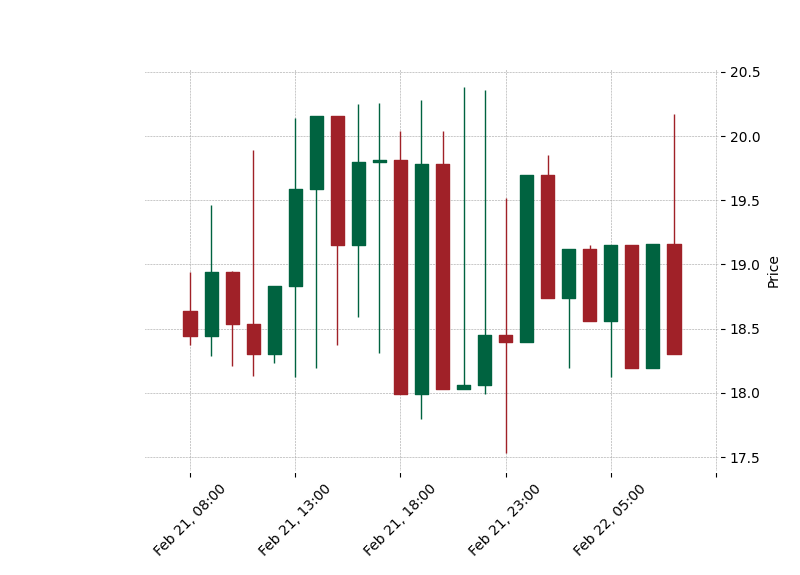 20.5
20.0
19.5
19.0
18.5
18.0
17.5
Price
Feb 21, 08:00
Feb 21, 13:00
Feb 21, 18:00
Feb 21, 23:00
Feb 22, 05:00